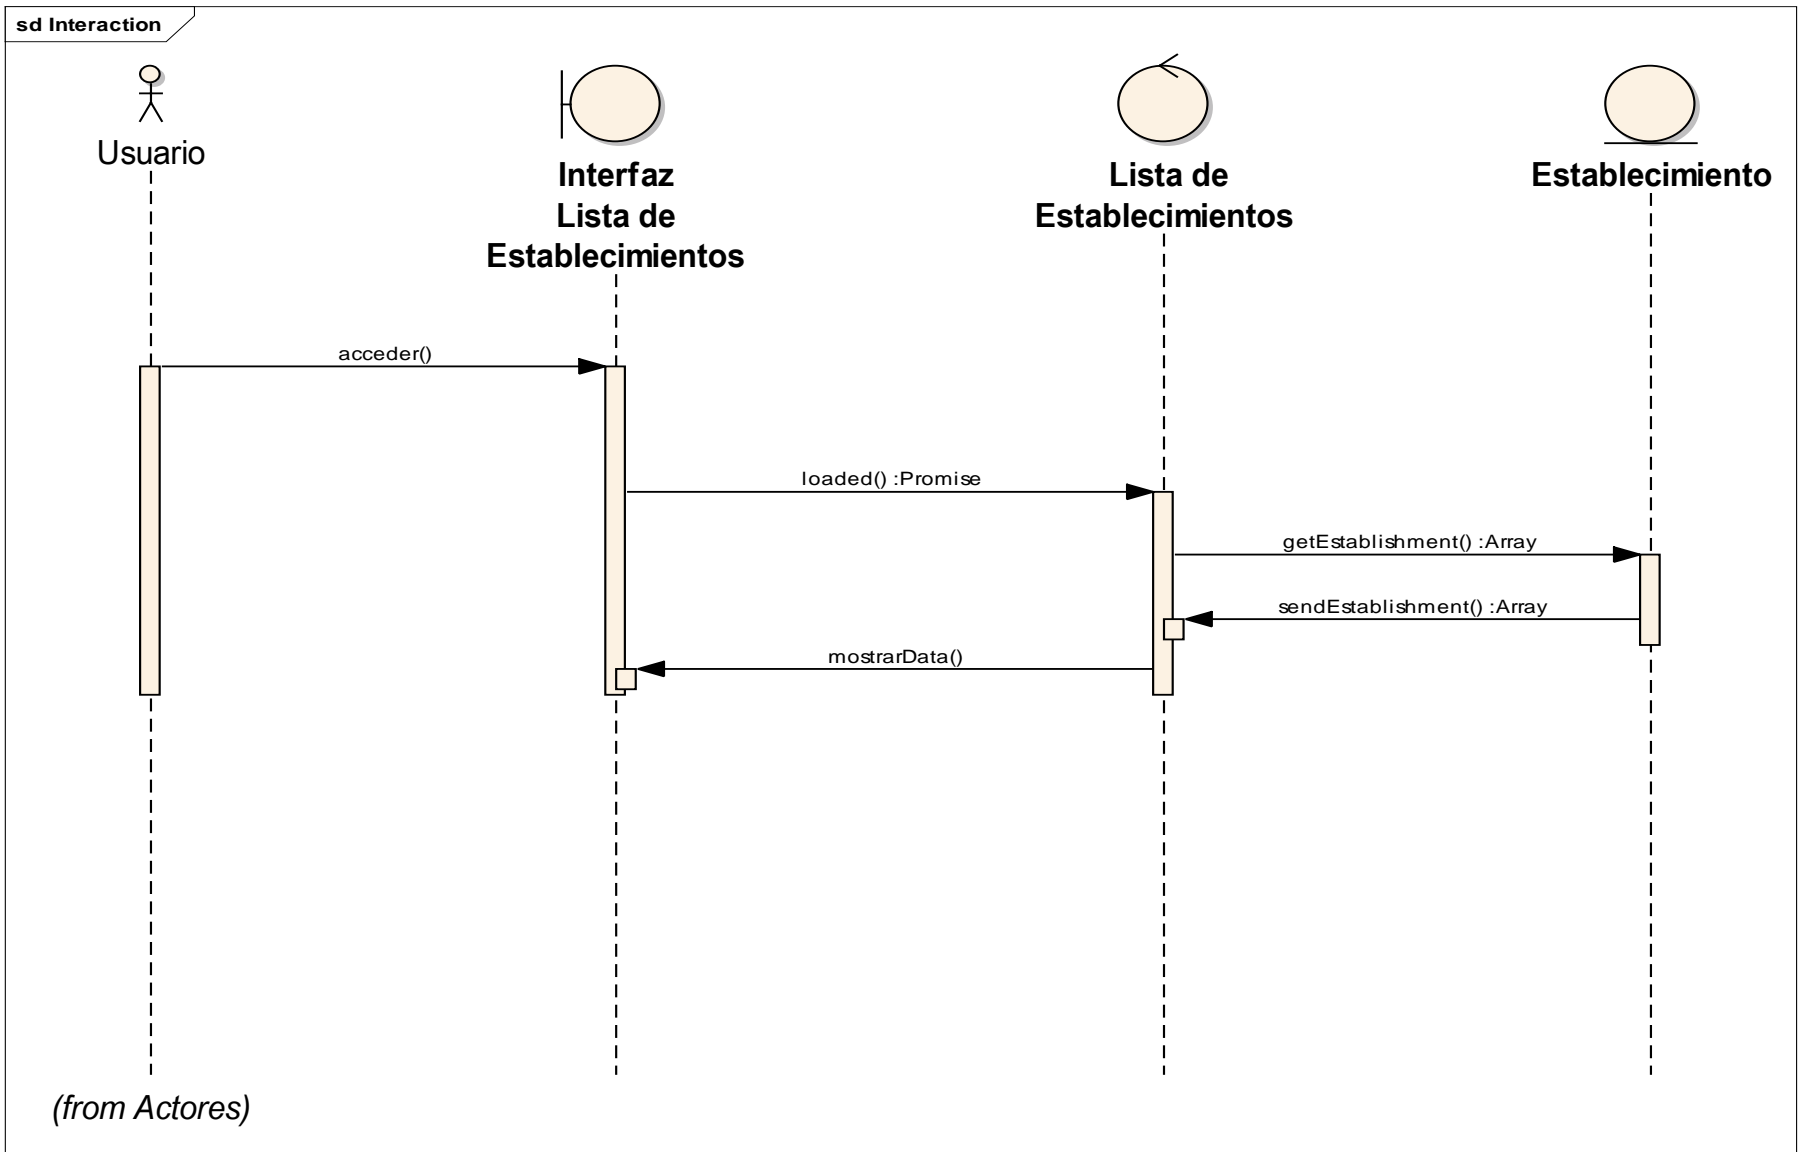 sd Interaction
Usuario
Interfaz
Lista de
Establecimientos
Lista de
Establecimientos
Establecimiento
acceder()
loaded() :Promise
getEstablishment() :Array
sendEstablishment() :Array
mostrarData()
(from Actores)